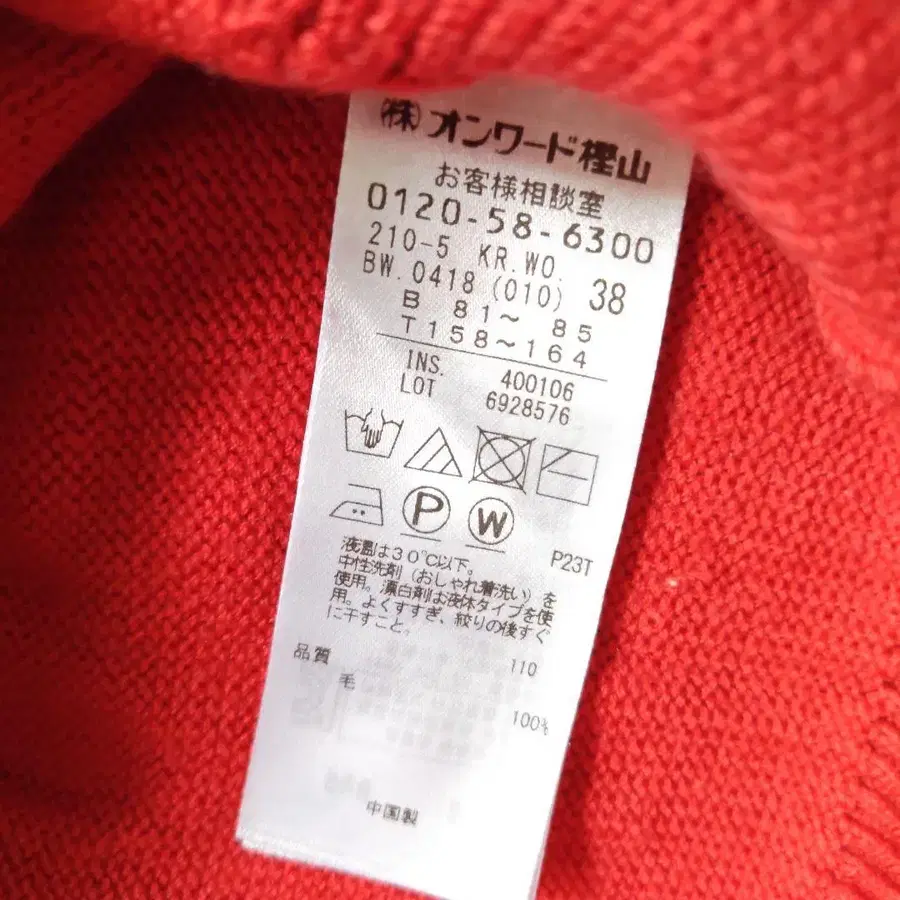 ㈱オンワード樫山
お客様相談室
0120-58-6300
210-5 KR.WO.
BW.0418 (010) 38
B 81～ 85
T158～164
INS. 400106
LOT 6928576
P W
P23T
液温は30℃以下。
中性洗剤（おしゃれ着洗い）を
使用。漂白剤は液体タイプを使
用。よくすすぎ、絞りの後すぐ
に干すこと。
品質 110
毛
100%
中国製